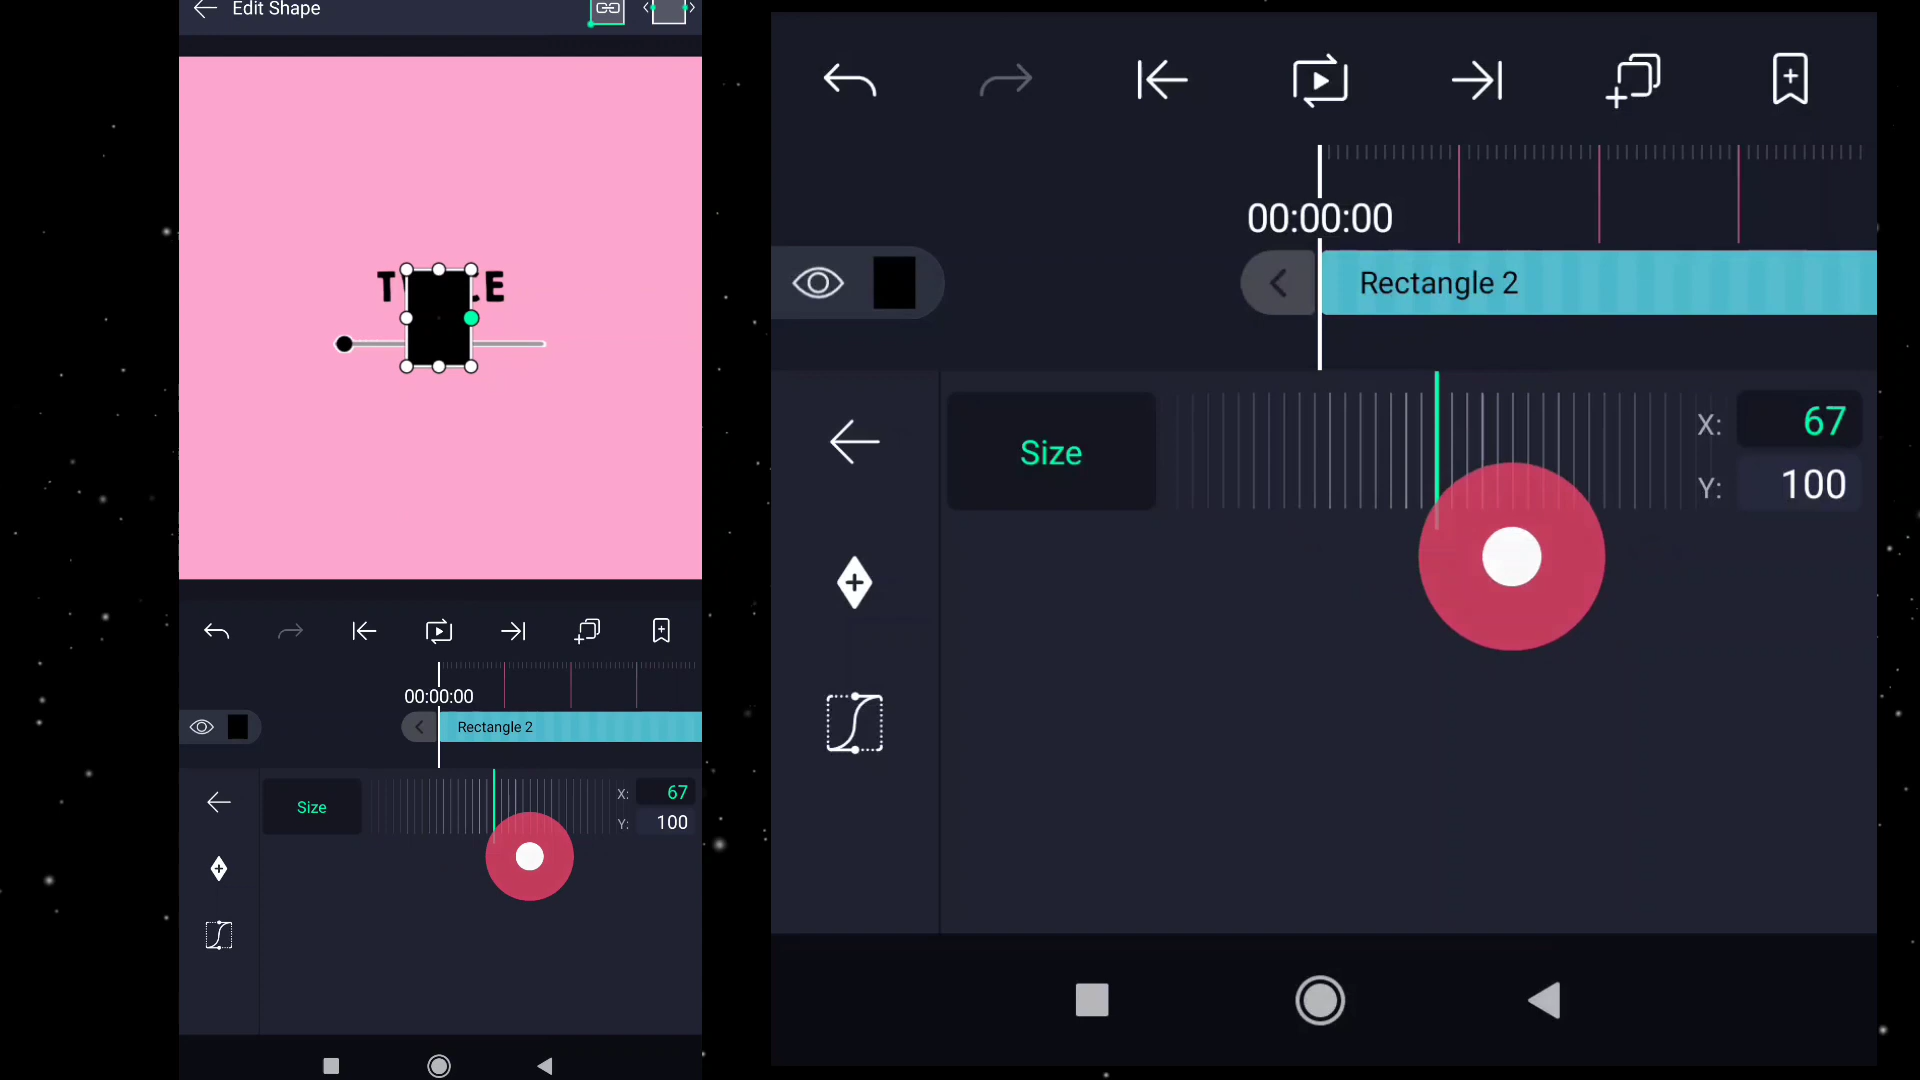 Edit Shape
00:00:00
Rectangle 2
Size
X: 67
Y: 100
00:00:00
Rectangle 2
Size
X: 67
Y: 100